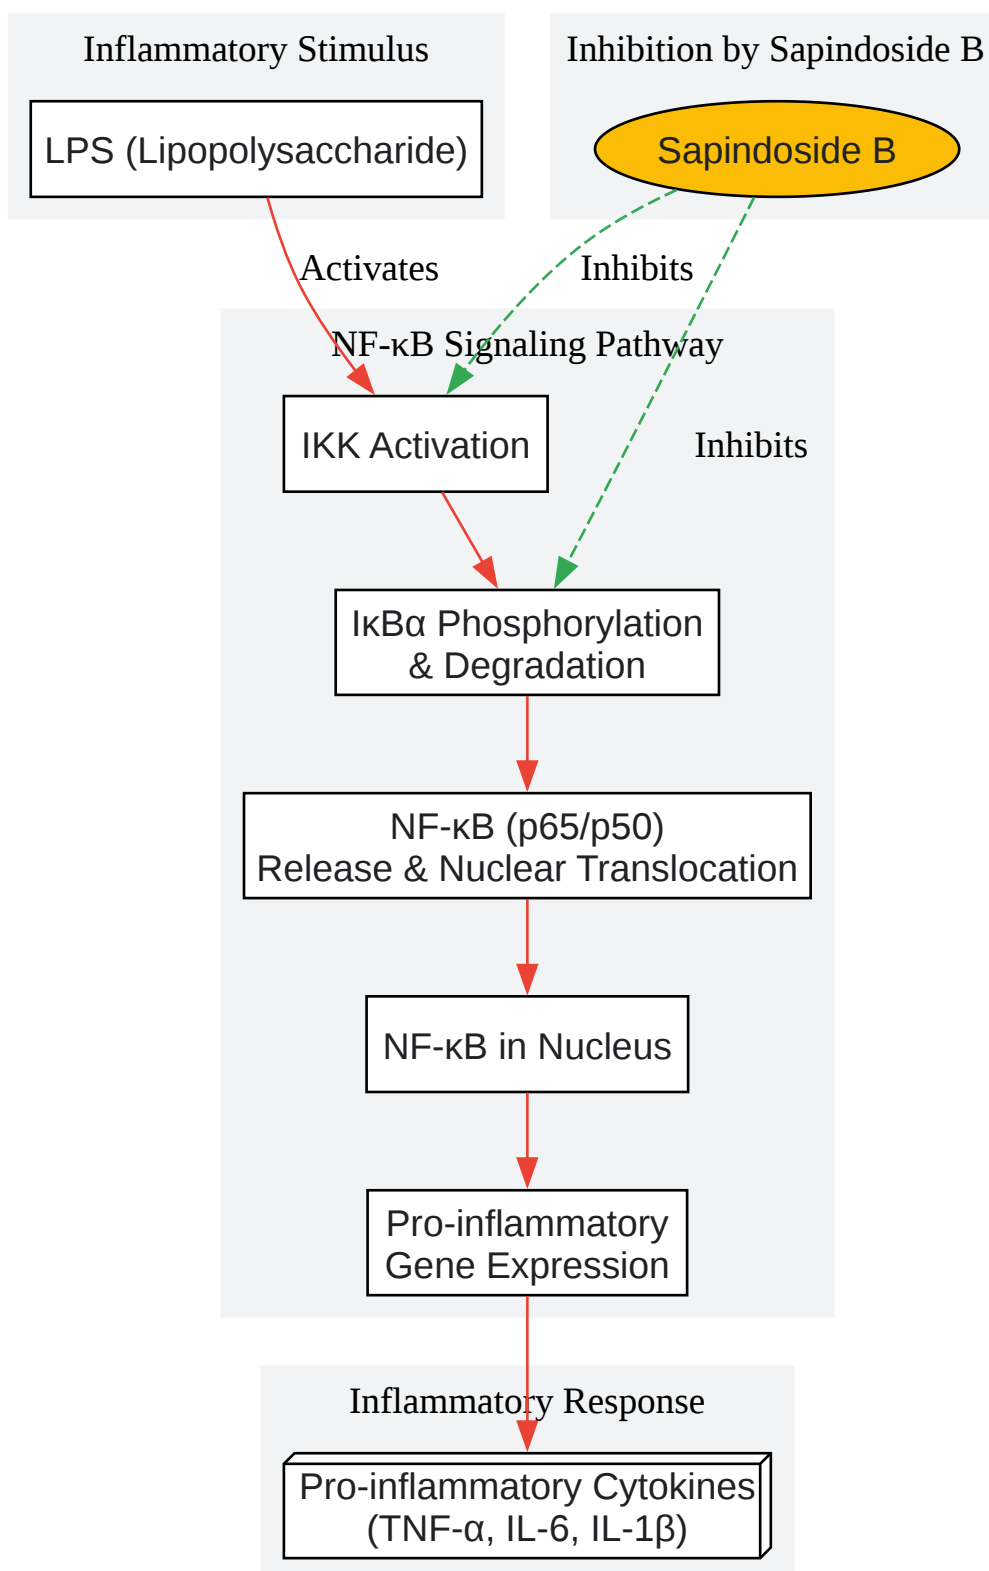 Inflammatory Stimulus
Inhibition by Sapindoside B
LPS (Lipopolysaccharide)
Sapindoside B
Activates
Inhibits
NF-κB Signaling Pathway
IKK Activation
Inhibits
IκBα Phosphorylation
& Degradation
NF-κB (p65/p50)
Release & Nuclear Translocation
NF-κB in Nucleus
Pro-inflammatory
Gene Expression
Inflammatory Response
Pro-inflammatory Cytokines
(TNF-α, IL-6, IL-1β)